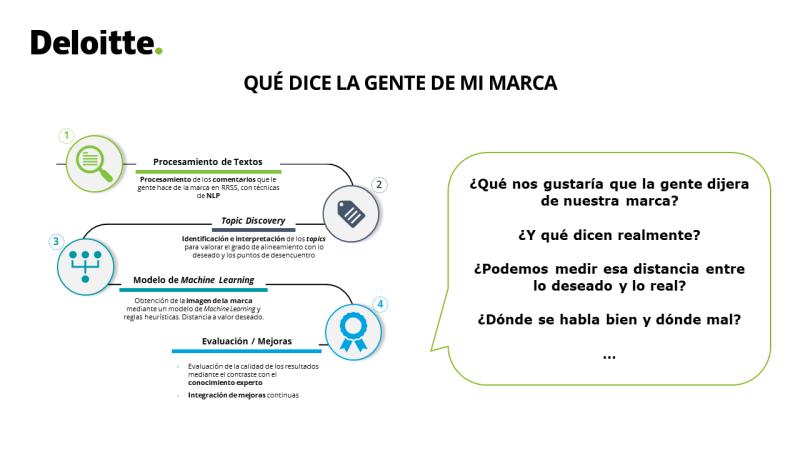 Deloitte.
QUÉ DICE LA GENTE DE MI MARCA
1
Procesamiento de Textos
Procesamiento de los comentarios que le
gente hace de la marca en RRSS, con técnicas
de NLP
2
Topic Discovery
Identificación e interpretación de los topics
para valorar el grado de alineamiento con lo
deseado y los puntos de desencuentro
3
Modelo de Machine Learning
Obtención de la imagen de la marca
mediante un modelo de Machine Learning y
reglas heurísticas. Distancia a valor deseado.
4
Evaluación / Mejoras
Evaluación de la calidad de los resultados
mediante el contraste con el
conocimiento experto
Integración de mejoras continuas
¿Qué nos gustaría que la gente dijera
de nuestra marca?
¿Y qué dicen realmente?
¿Podemos medir esa distancia entre
lo deseado y lo real?
¿Dónde se habla bien y dónde mal?
...